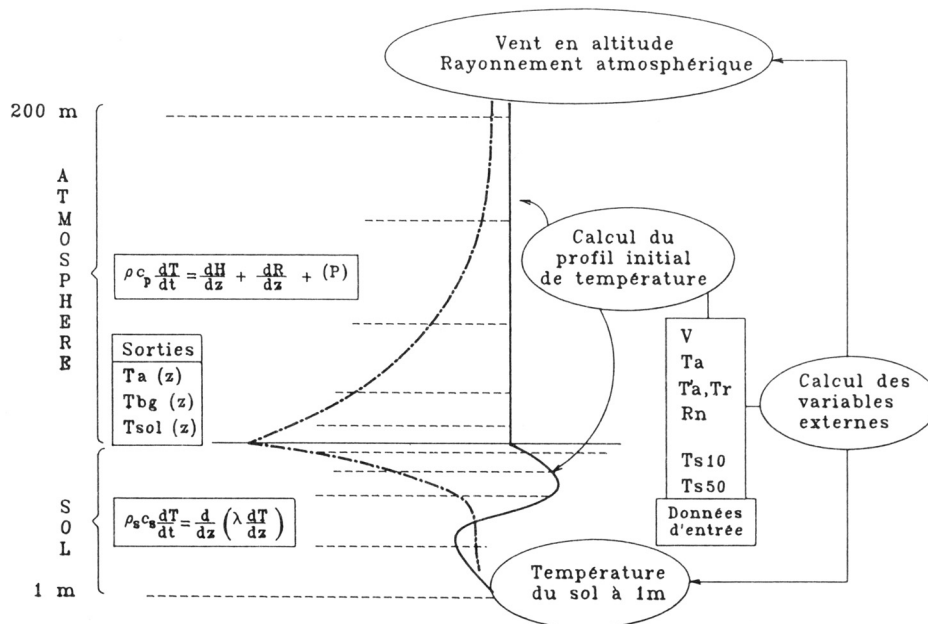 Vent en altitude
Rayonnement atmosphérique
200 m
ATMOSPHERE
Calcul du
profil initial
de température
ρ c_p dT/dt = dH/dz + dR/dz + (P)
Sorties
Ta (z)
Tbg (z)
Tsol (z)
V
Ta
T'a,Tr
Rn
Ts10
Ts50
Données
d'entrée
Calcul des
variables
externes
SOL
ρ_s c_s dT/dt = d/dz (λ dT/dz)
1 m
Température
du sol à 1m